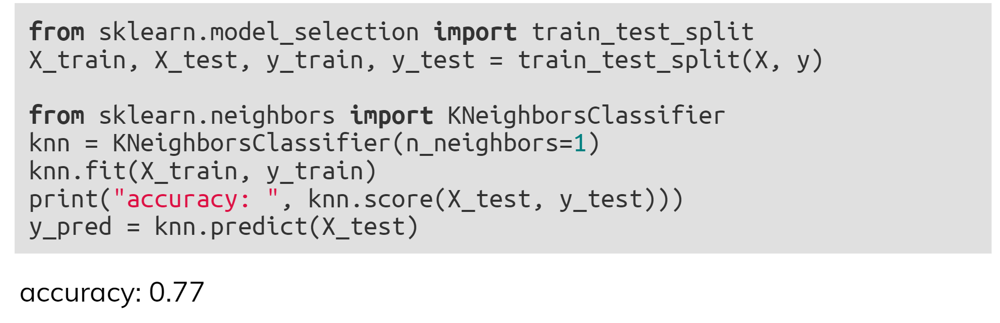 from sklearn.model_selection import train_test_split
X_train, X_test, y_train, y_test = train_test_split(X, y)
from sklearn.neighbors import KNeighborsClassifier
knn = KNeighborsClassifier(n_neighbors=1)
knn.fit(X_train, y_train)
print("accuracy: ", knn.score(X_test, y_test)))
y_pred = knn.predict(X_test)
accuracy: 0.77